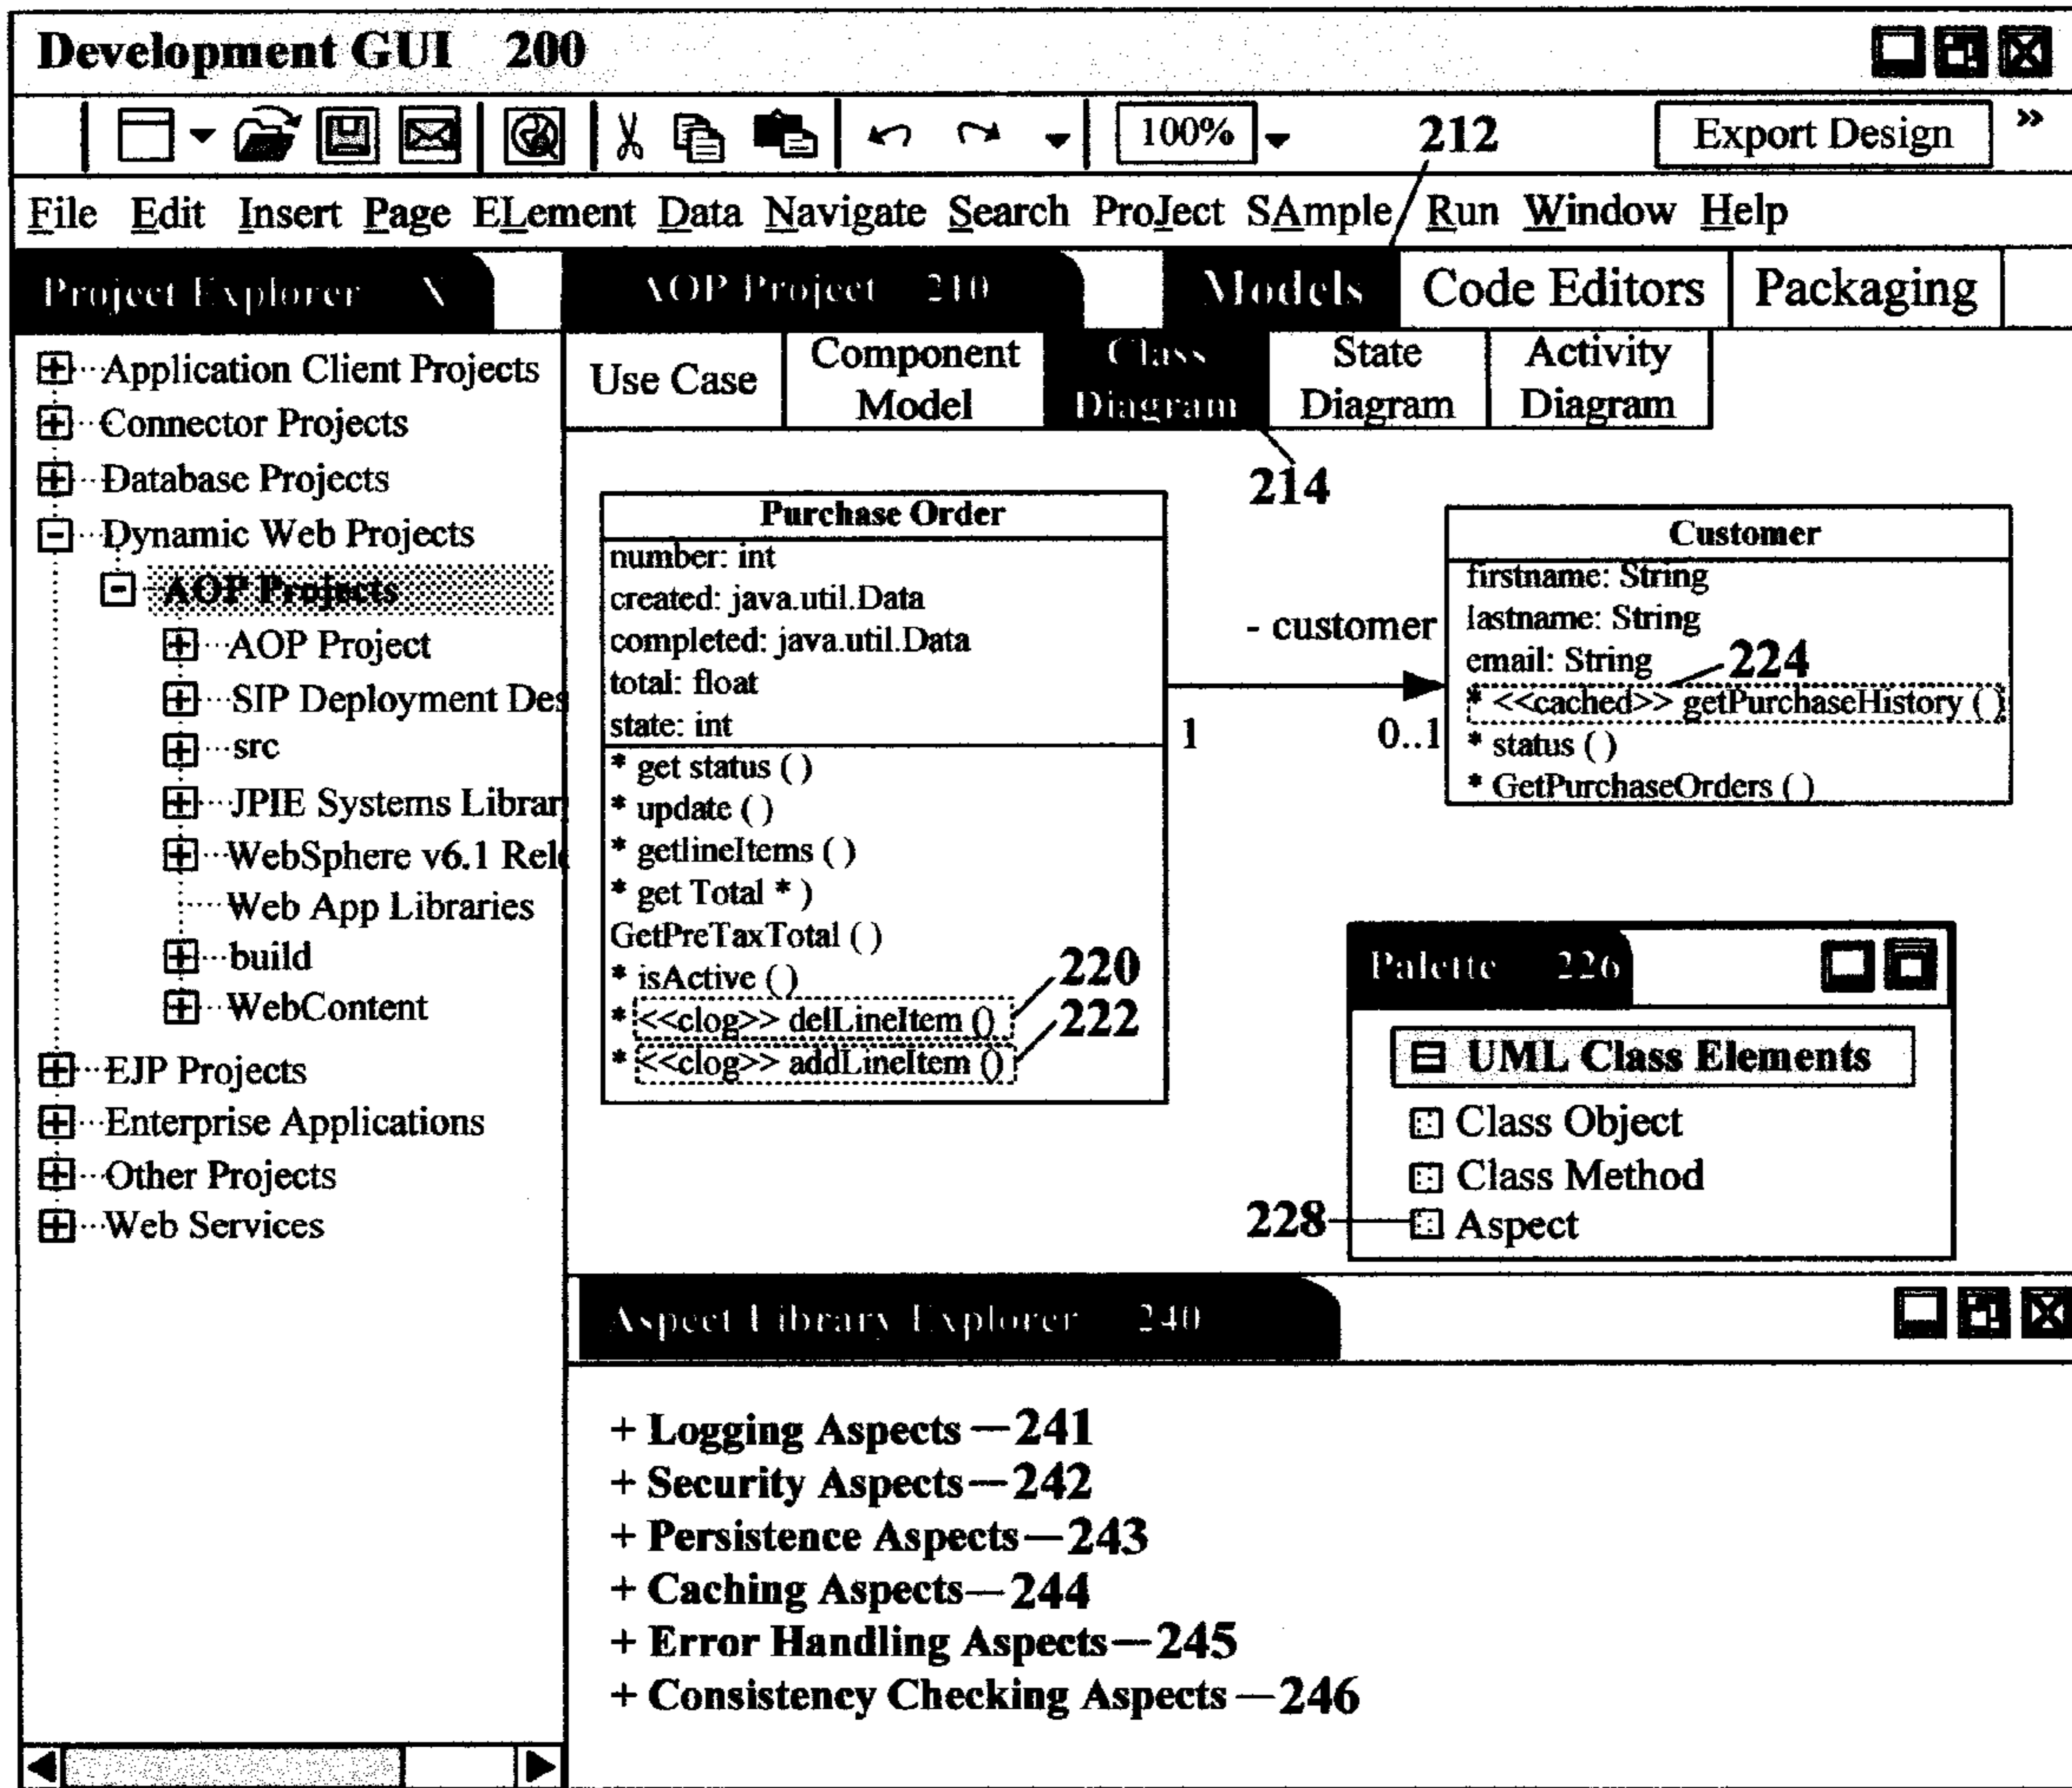 Development GUI 200
100%
212
Export Design
»
File Edit Insert Page ELement Data Navigate Search ProJect SAmple Run Window Help
Project Explorer X
AOP Project 210
Models
Code Editors
Packaging
Use Case
Component
Model
Class
Diagram
State
Diagram
Activity
Diagram
214
Application Client Projects
Connector Projects
Database Projects
Dynamic Web Projects
AOP Projects
AOP Project
SIP Deployment Des
src
JPIE Systems Librar
WebSphere v6.1 Rele
Web App Libraries
build
WebContent
EJP Projects
Enterprise Applications
Other Projects
Web Services
Purchase Order
number: int
created: java.util.Data
completed: java.util.Data
total: float
state: int
* get status ( )
* update ( )
* getlineItems ( )
* get Total * )
GetPreTaxTotal ( )
* isActive ( )
* <<clog>> delLineItem ()
* <<clog>> addLineItem ()
220
222
- customer
1
0..1
Customer
firstname: String
lastname: String
email: String
224
* <<cached>> getPurchaseHistory ( )
* status ( )
* GetPurchaseOrders ( )
Palette 226
UML Class Elements
Class Object
Class Method
228
Aspect
Aspect Library Explorer 240
+ Logging Aspects — 241
+ Security Aspects — 242
+ Persistence Aspects — 243
+ Caching Aspects — 244
+ Error Handling Aspects — 245
+ Consistency Checking Aspects — 246